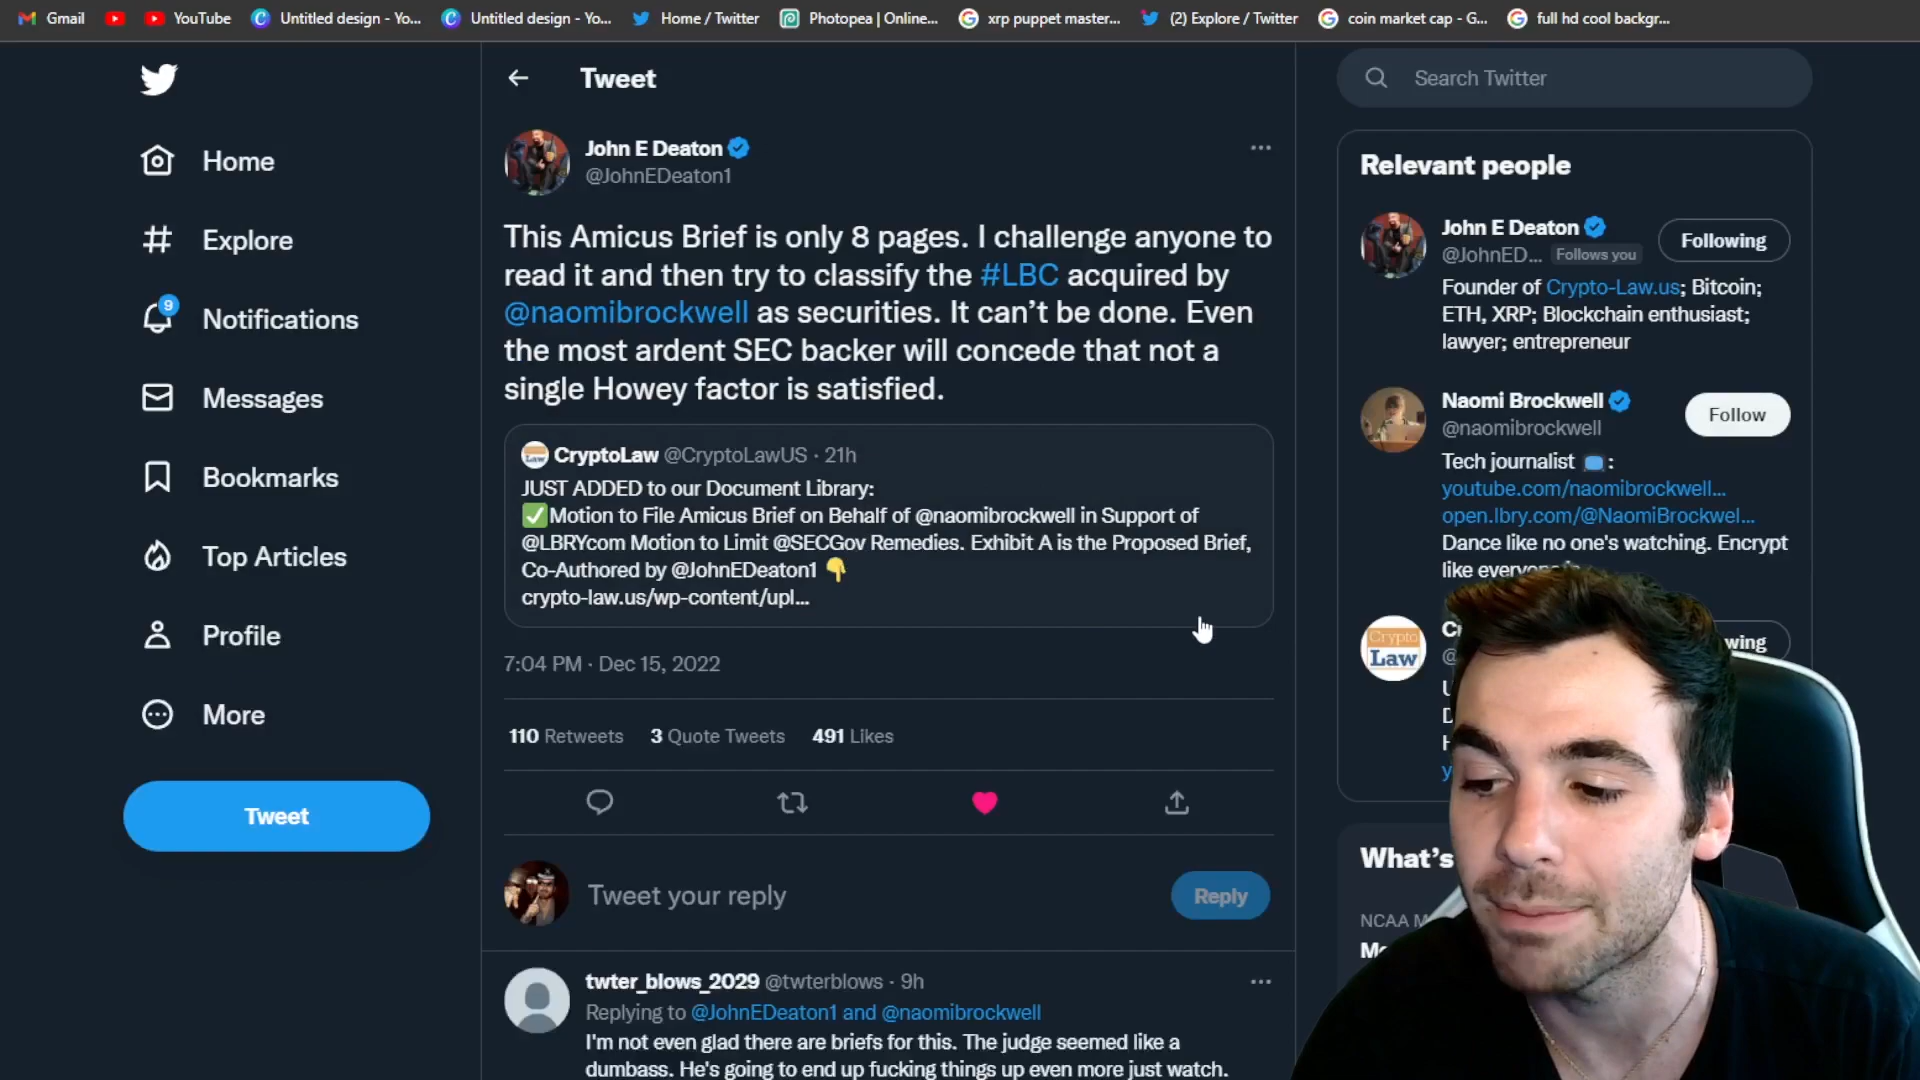 Gmail YouTube Untitled design - Yo... Untitled design - Yo... Home / Twitter Photopea | Online... xrp puppet master... (2) Explore / Twitter coin market cap - G... full hd cool backgr...
Home
Explore
9
Notifications
Messages
Bookmarks
Top Articles
Profile
More
Tweet
Tweet
John E Deaton
@JohnEDeaton1
This Amicus Brief is only 8 pages. I challenge anyone to
read it and then try to classify the #LBC acquired by
@naomibrockwell as securities. It can’t be done. Even
the most ardent SEC backer will concede that not a
single Howey factor is satisfied.
Law
CryptoLaw @CryptoLawUS · 21h
JUST ADDED to our Document Library:
✅Motion to File Amicus Brief on Behalf of @naomibrockwell in Support of
@LBRYcom Motion to Limit @SECGov Remedies. Exhibit A is the Proposed Brief,
Co-Authored by @JohnEDeaton1 👇
crypto-law.us/wp-content/upl...
7:04 PM · Dec 15, 2022
110 Retweets 3 Quote Tweets 491 Likes
Tweet your reply
Reply
twter_blows_2029 @twterblows · 9h
Replying to @JohnEDeaton1 and @naomibrockwell
I'm not even glad there are briefs for this. The judge seemed like a
dumbass. He's going to end up fucking things up even more just watch.
Search Twitter
Relevant people
John E Deaton
@JohnED... Follows you
Following
Founder of Crypto-Law.us; Bitcoin;
ETH, XRP; Blockchain enthusiast;
lawyer; entrepreneur
Naomi Brockwell
@naomibrockwell
Follow
Tech journalist :
youtube.com/naomibrockwell...
open.lbry.com/@NaomiBrockwel...
Dance like no one's watching. Encrypt
like
Crypto
Law
What's
NCAA